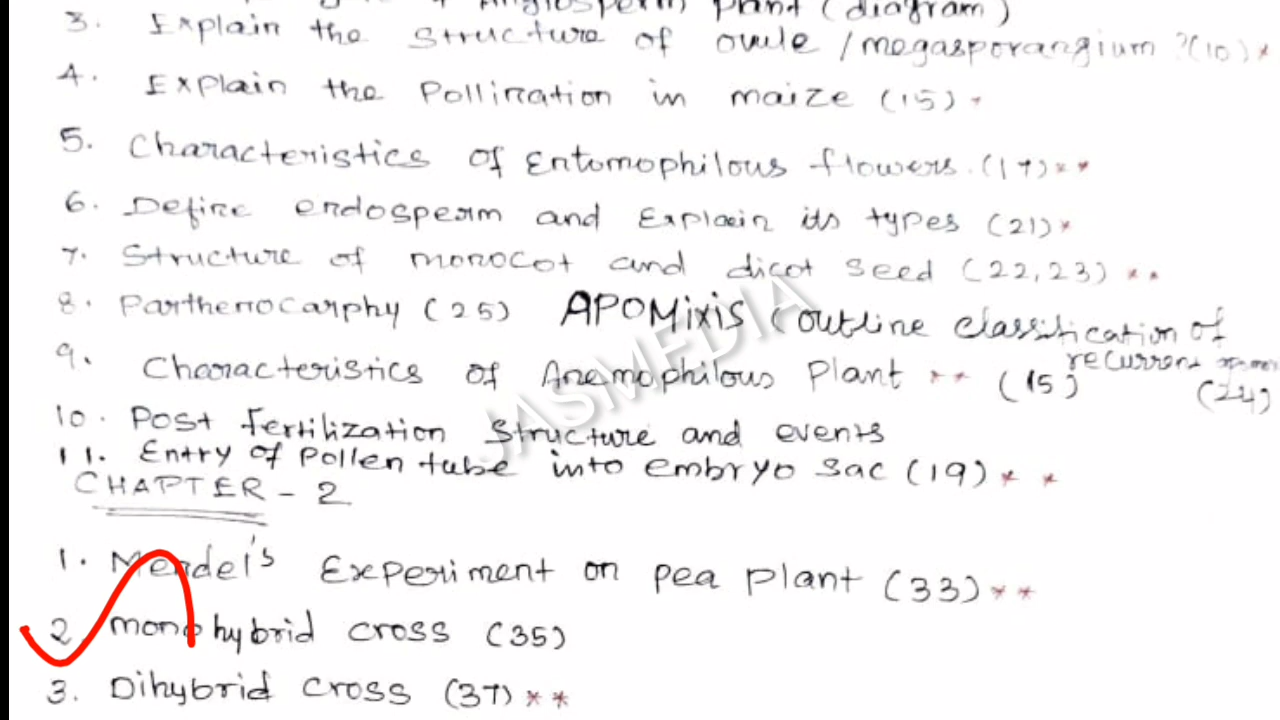 Angiosperm plant (diagram)
3. Explain the structure of ovule / megasporangium ?(10)*
4. Explain the Pollination in maize (15)*
5. Characteristics of Entomophilous flowers. (17)**
6. Define endosperm and Explain its types (21)*
7. Structure of monocot and dicot seed (22,23)**
8. Parthenocarphy (25) APOMixis (outline classification of
recurrent (24)
9. Characteristics of Anemophilous Plant ** (15)
10. Post fertilization structure and events
11. Entry of pollen tube into embryo sac (19)**
CHAPTER - 2
1. Mendel's Experiment on pea plant (33)**
2. monohybrid cross (35)
3. Dihybrid cross (37)**
JASMEDIA